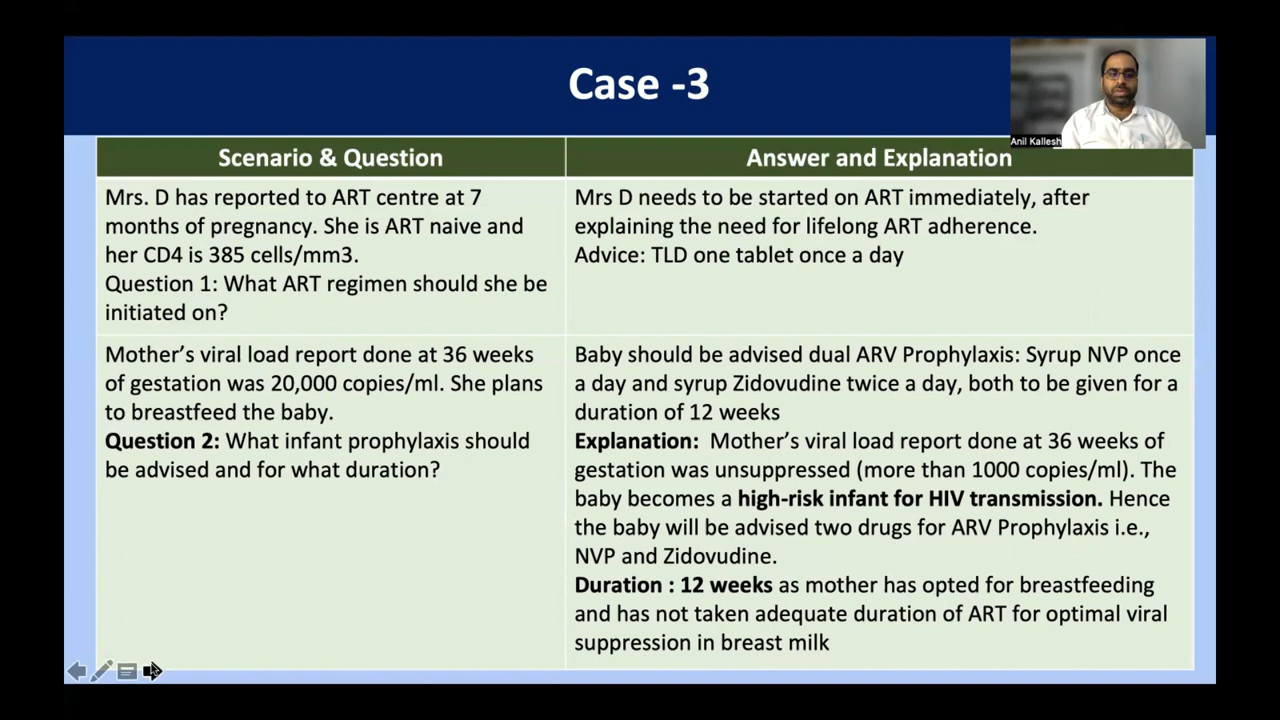 Case -3
Anil Kallesh
Scenario & Question
Answer and Explanation
Mrs. D has reported to ART centre at 7
months of pregnancy. She is ART naive and
her CD4 is 385 cells/mm3.
Question 1: What ART regimen should she be
initiated on?
Mrs D needs to be started on ART immediately, after
explaining the need for lifelong ART adherence.
Advice: TLD one tablet once a day
Mother's viral load report done at 36 weeks
of gestation was 20,000 copies/ml. She plans
to breastfeed the baby.
Question 2: What infant prophylaxis should
be advised and for what duration?
Baby should be advised dual ARV Prophylaxis: Syrup NVP once
a day and syrup Zidovudine twice a day, both to be given for a
duration of 12 weeks
Explanation: Mother's viral load report done at 36 weeks of
gestation was unsuppressed (more than 1000 copies/ml). The
baby becomes a high-risk infant for HIV transmission. Hence
the baby will be advised two drugs for ARV Prophylaxis i.e.,
NVP and Zidovudine.
Duration : 12 weeks as mother has opted for breastfeeding
and has not taken adequate duration of ART for optimal viral
suppression in breast milk